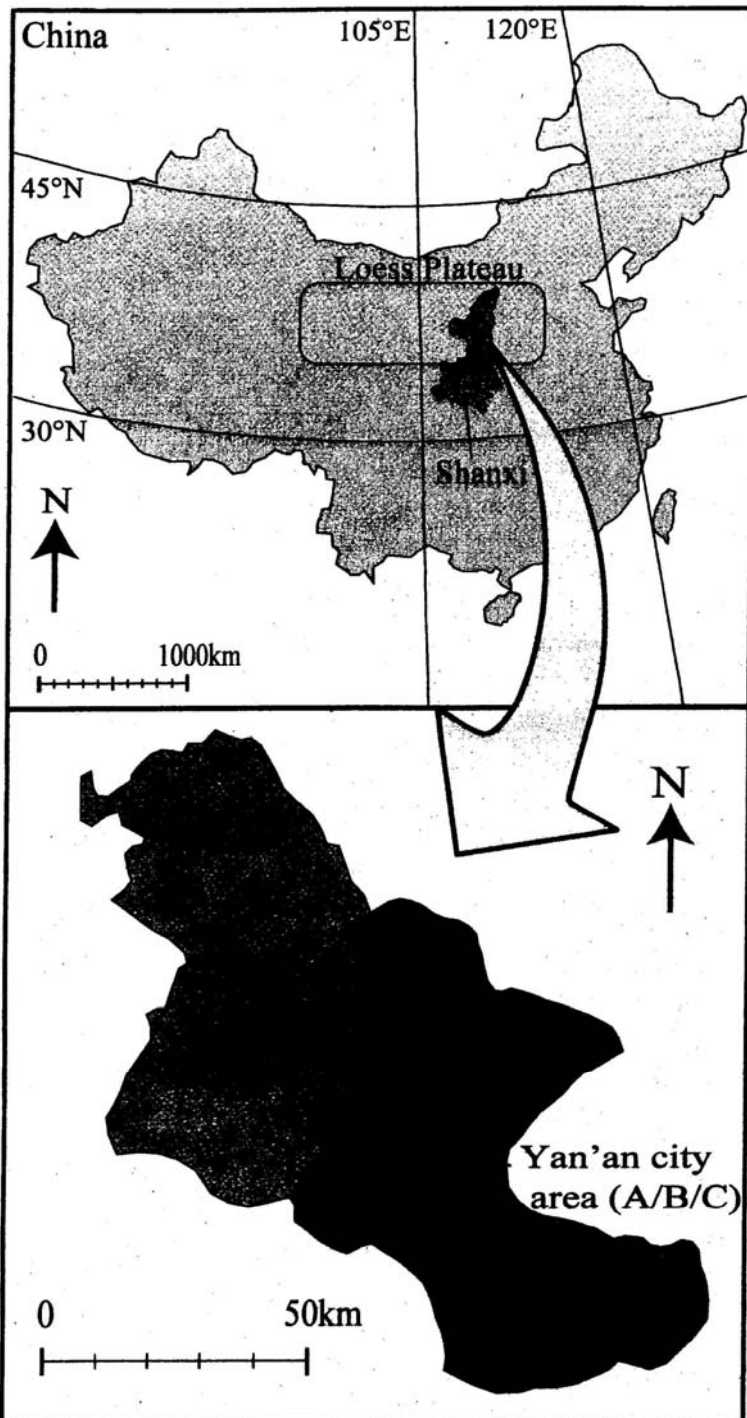 China
105°E
120°E
45°N
Loess Plateau
30°N
Shanxi
N
0 1000km
N
Yan'an city
area (A/B/C)
0 50km